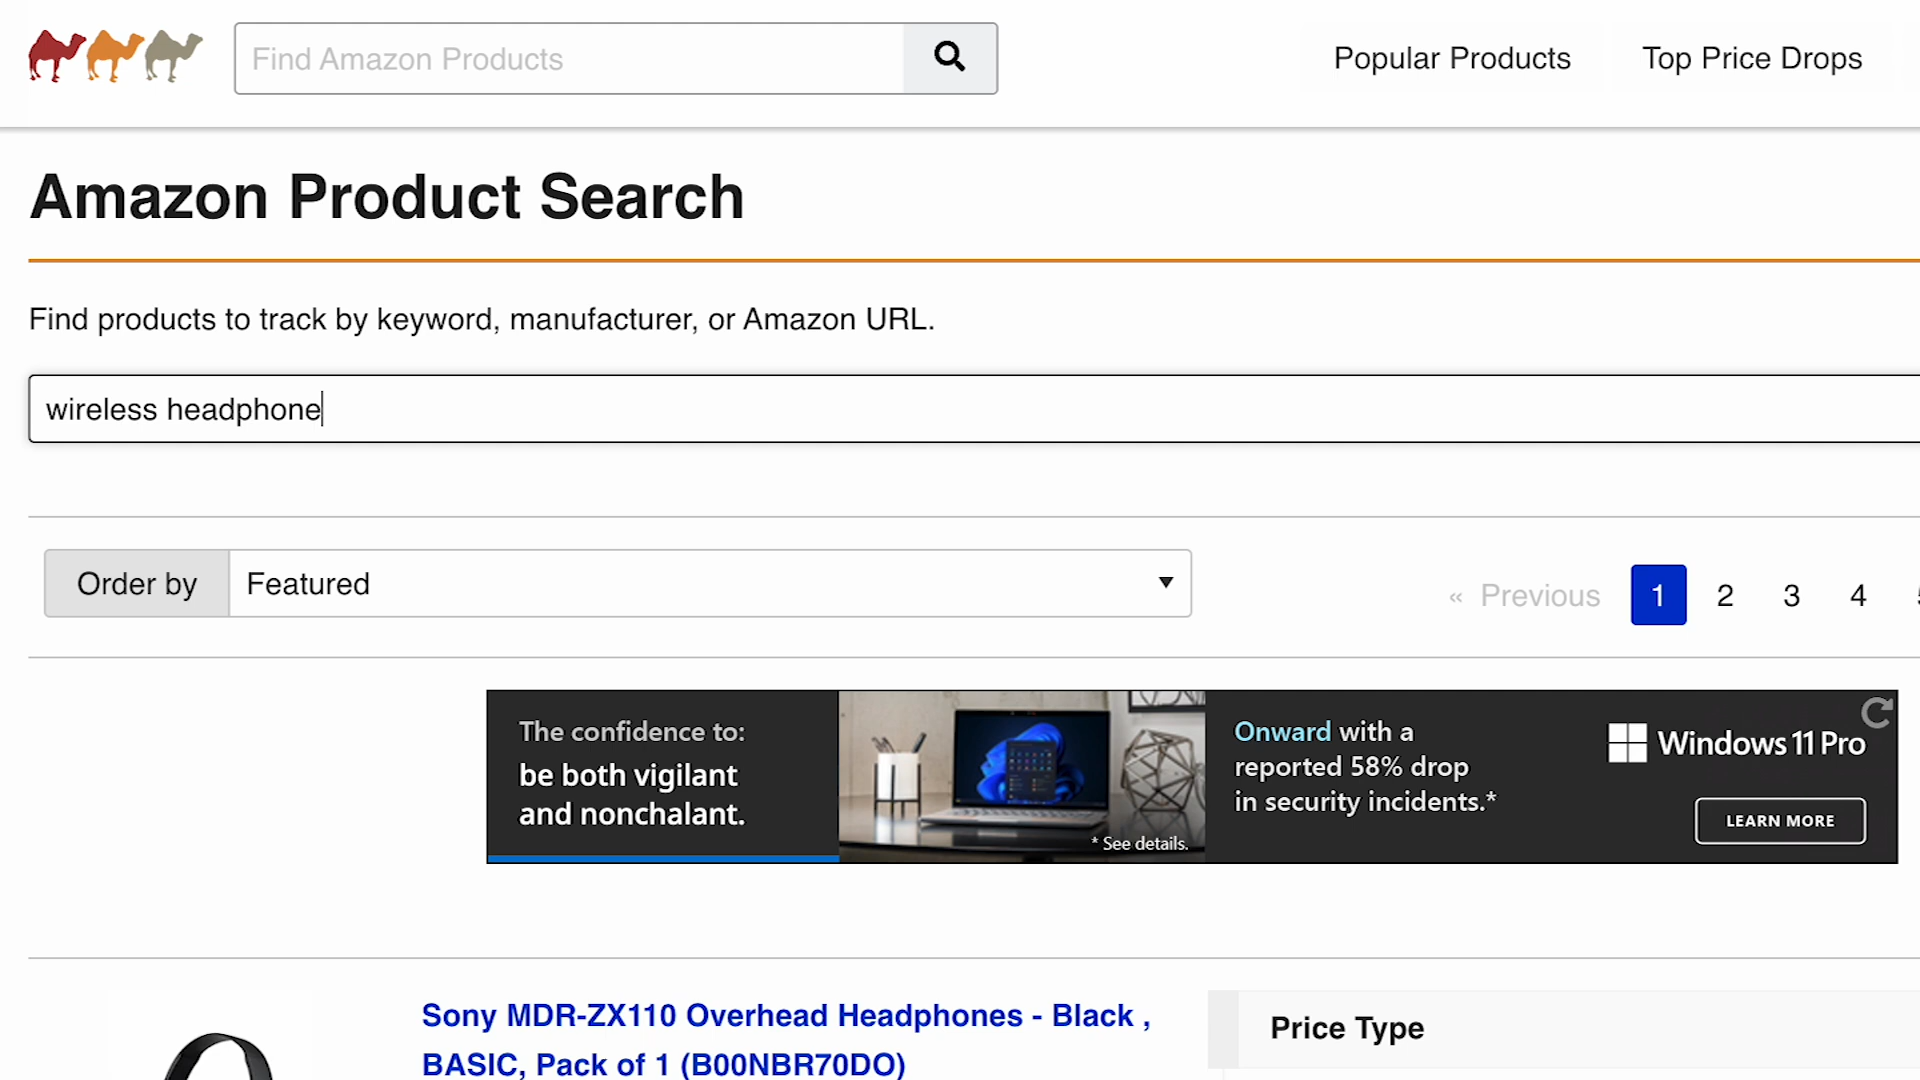 Find Amazon Products
Popular Products
Top Price Drops
Amazon Product Search
Find products to track by keyword, manufacturer, or Amazon URL.
wireless headphone
Order by
Featured
« Previous 1 2 3 4
The confidence to:
be both vigilant
and nonchalant.
* See details.
Onward with a
reported 58% drop
in security incidents.*
Windows 11 Pro
LEARN MORE
Sony MDR-ZX110 Overhead Headphones - Black ,
BASIC, Pack of 1 (B00NBR70DO)
Price Type